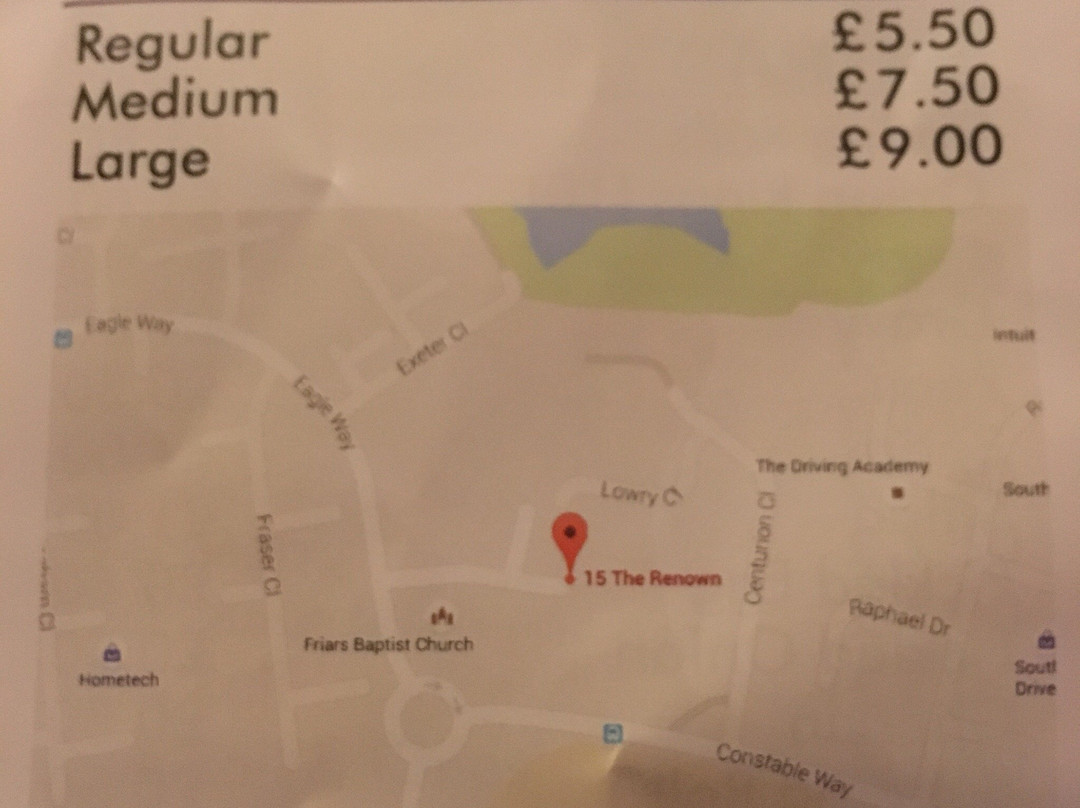 Regular £5.50
Medium £7.50
Large £9.00
Cl
Eagle Way
Exeter Cl
Eagle Way
Intuit
The Driving Academy
Lowry C
South
Fraser Cl
Centurion Cl
15 The Renown
Raphael Dr
Friars Baptist Church
Hometech
Drive
Constable Way